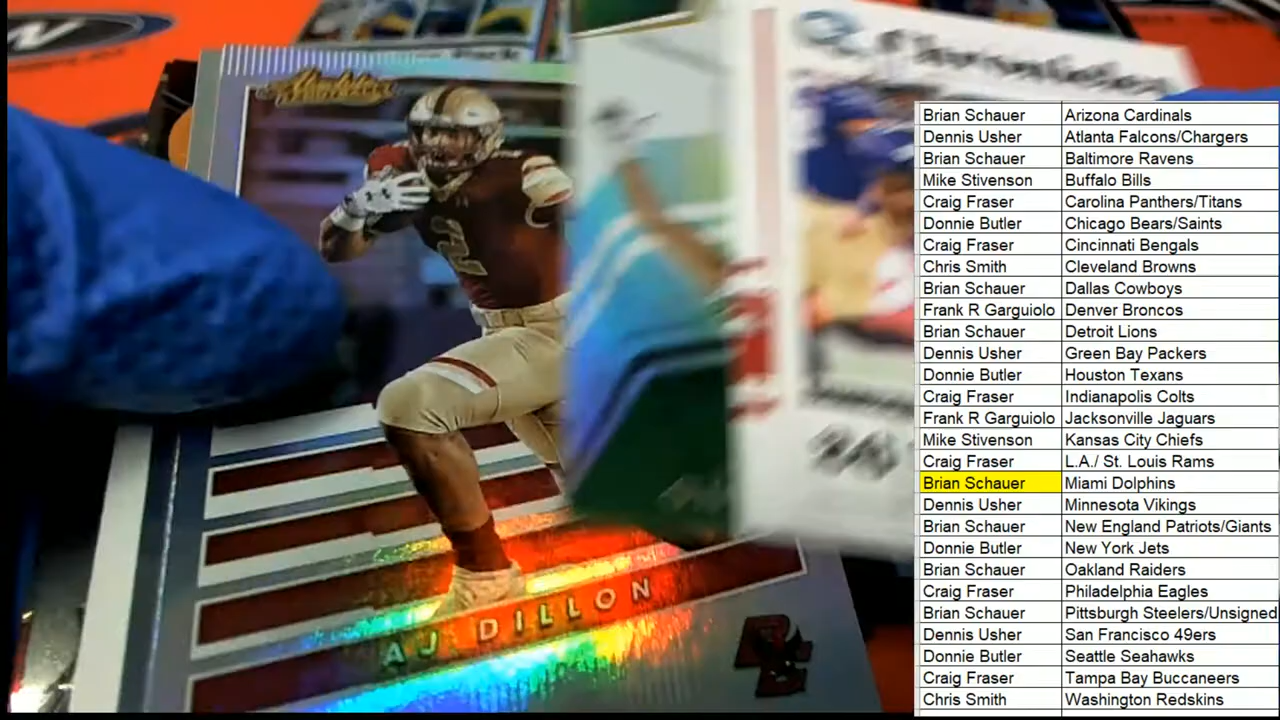 Absolute
AJ DILLON
2
Chronicles
Brian Schauer Arizona Cardinals
Dennis Usher Atlanta Falcons/Chargers
Brian Schauer Baltimore Ravens
Mike Stivenson Buffalo Bills
Craig Fraser Carolina Panthers/Titans
Donnie Butler Chicago Bears/Saints
Craig Fraser Cincinnati Bengals
Chris Smith Cleveland Browns
Brian Schauer Dallas Cowboys
Frank R Garguiolo Denver Broncos
Brian Schauer Detroit Lions
Dennis Usher Green Bay Packers
Donnie Butler Houston Texans
Craig Fraser Indianapolis Colts
Frank R Garguiolo Jacksonville Jaguars
Mike Stivenson Kansas City Chiefs
Craig Fraser L.A./ St. Louis Rams
Brian Schauer Miami Dolphins
Dennis Usher Minnesota Vikings
Brian Schauer New England Patriots/Giants
Donnie Butler New York Jets
Brian Schauer Oakland Raiders
Craig Fraser Philadelphia Eagles
Brian Schauer Pittsburgh Steelers/Unsigned
Dennis Usher San Francisco 49ers
Donnie Butler Seattle Seahawks
Craig Fraser Tampa Bay Buccaneers
Chris Smith Washington Redskins